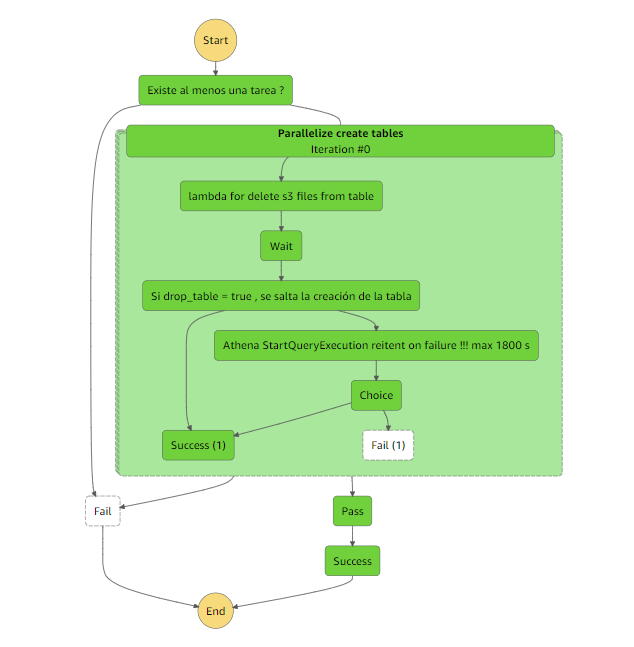 Start
Existe al menos una tarea ?
Parallelize create tables
Iteration #0
lambda for delete s3 files from table
Wait
Si drop_table = true , se salta la creación de la tabla
Athena StartQueryExecution reitent on failure !!! max 1800 s
Choice
Success (1)
Fail (1)
Fail
Pass
Success
End